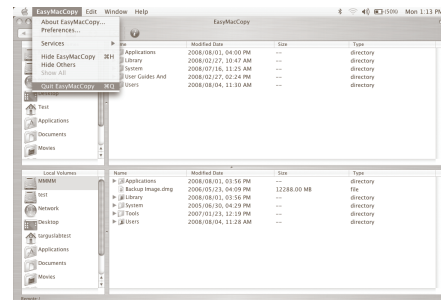 EasyMacCopy Edit Window Help (50%) Mon 1:13 P
About EasyMacCopy...
Preferences...
Services
Hide EasyMacCopy ⌘H
Hide Others
Show All
Quit EasyMacCopy ⌘Q
EasyMacCopy
Modified Date Size Type
Applications 2008/08/01, 04:00 PM --- directory
Library 2008/02/27, 10:47 AM --- directory
System 2008/07/16, 11:25 AM --- directory
User Guides And 2008/02/27, 02:24 PM --- directory
Users 2008/08/04, 11:30 AM --- directory
Test
Applications
Documents
Movies
Local Volumes Name Modified Date Size Type
MMMM
test
Network
Desktop
targuslabtest
Applications
Documents
Movies
Applications 2008/08/01, 03:56 PM --- directory
Backup Image.dmg 2006/05/23, 04:09 PM 12288.00 MB file
Library 2008/08/01, 03:56 PM --- directory
System 2005/06/30, 04:29 PM --- directory
Tools 2007/01/23, 12:19 PM --- directory
Users 2008/08/04, 11:28 AM --- directory